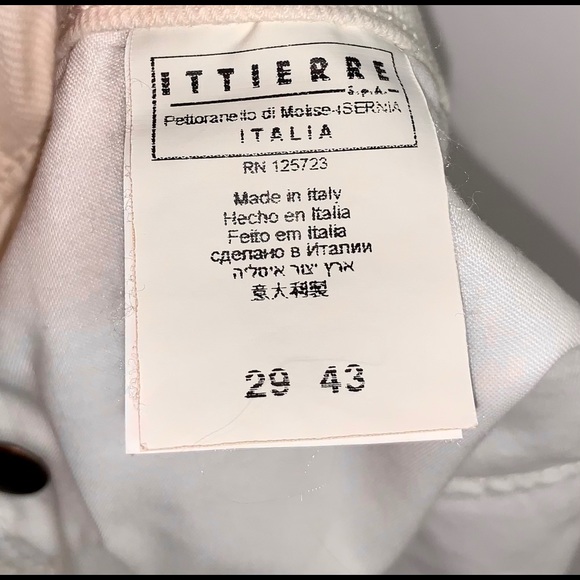 ITTIERRE
S.p.A.
Pettoranello di Molise-ISERNIA
ITALIA
RN 125723
Made in Italy
Hecho en Italia
Feito em Italia
сделано в Италии
ארץ יצור איטליה
意大利製
29 43